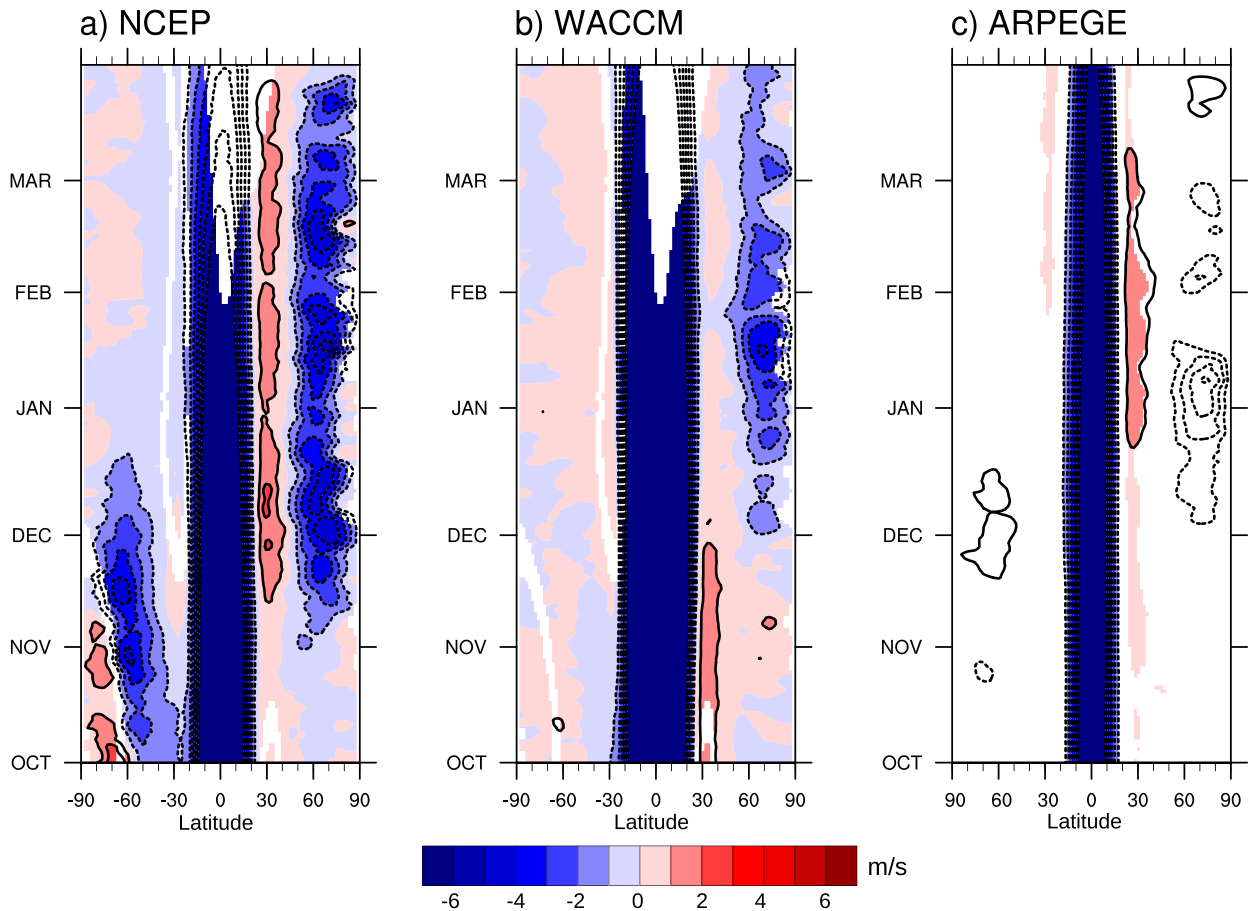 a) NCEP
b) WACCM
c) ARPEGE
MAR
FEB
JAN
DEC
NOV
OCT
-90 -60 -30 0 30 60 90
Latitude
MAR
FEB
JAN
DEC
NOV
OCT
-90 -60 -30 0 30 60 90
Latitude
MAR
FEB
JAN
DEC
NOV
OCT
90 60 30 0 30 60 90
Latitude
-6 -4 -2 0 2 4 6
m/s